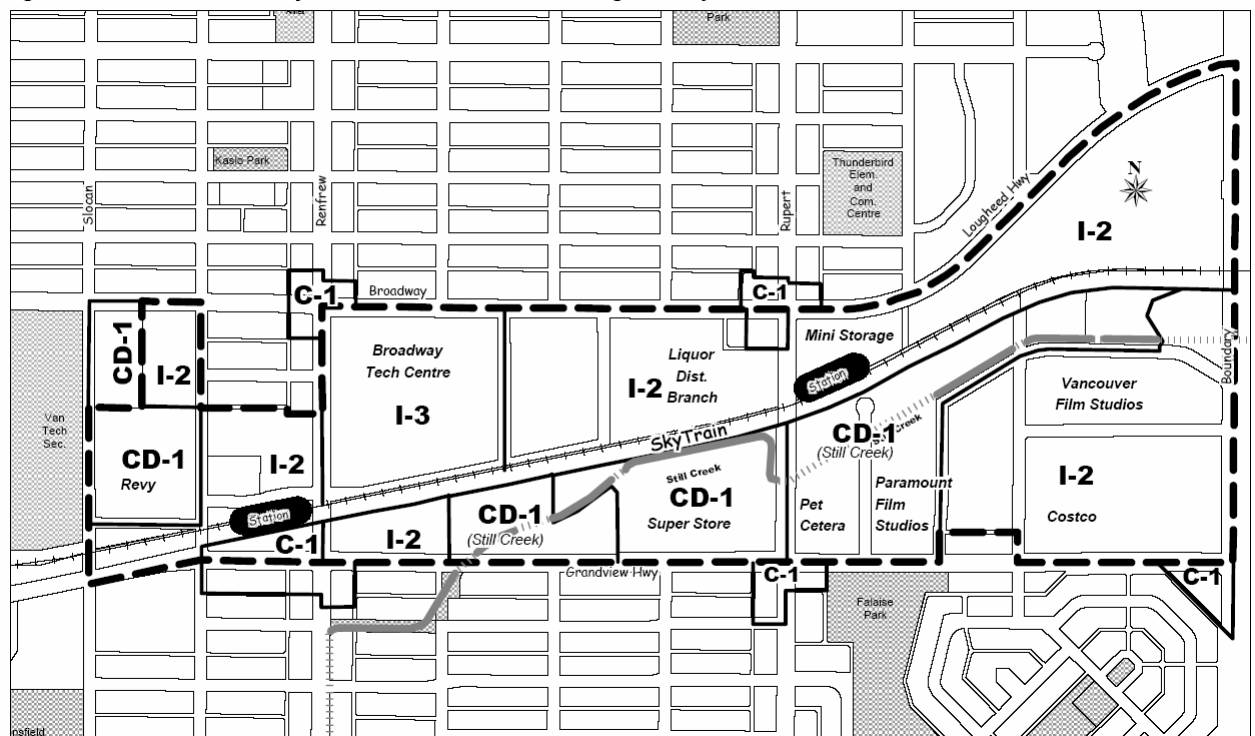 Park
Kaslo Park
Thunderbird
Elem.
and
Com.
Centre
N
Slocan
Renfrew
Rupert
Lougheed Hwy
I-2
C-1
Broadway
C-1
CD-1
I-2
Broadway
Tech Centre
I-3
Liquor
Dist.
Branch
I-2
Mini Storage
Station
Boundary
Vancouver
Film Studios
Van
Tech
Sec.
CD-1
Revy
I-2
SkyTrain
CD-1
(Still Creek)
Still Creek
CD-1
Super Store
Pet
Cetera
Paramount
Film
Studios
I-2
Costco
Station
C-1
I-2
CD-1
(Still Creek)
Grandview Hwy
C-1
C-1
Falaise
Park
nsfield